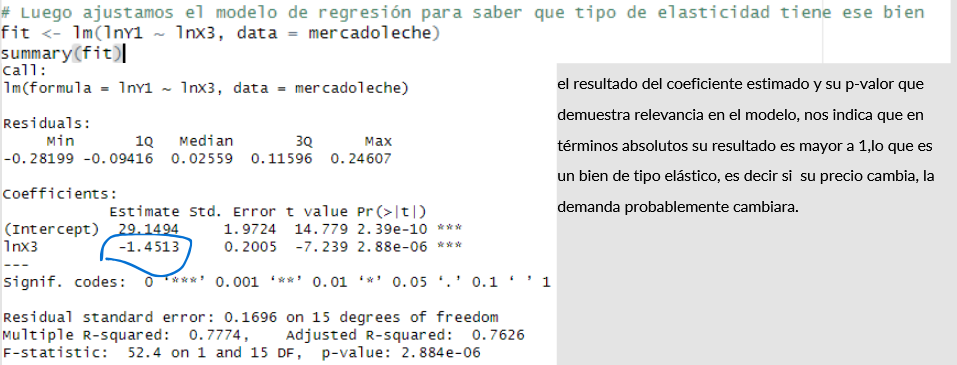 # Luego ajustamos el modelo de regresión para saber que tipo de elasticidad tiene ese bien
fit <- lm(lnY1 ~ lnX3, data = mercadoleche)
summary(fit)
Call:
lm(formula = lnY1 ~ lnX3, data = mercadoleche)
Residuals:
Min 1Q Median 3Q Max
-0.28199 -0.09416 0.02559 0.11596 0.24607
Coefficients:
Estimate Std. Error t value Pr(>|t|)
(Intercept) 29.1494 1.9724 14.779 2.39e-10 ***
lnX3 -1.4513 0.2005 -7.239 2.88e-06 ***
---
Signif. codes: 0 ‘***’ 0.001 ‘**’ 0.01 ‘*’ 0.05 ‘.’ 0.1 ‘ ’ 1
Residual standard error: 0.1696 on 15 degrees of freedom
Multiple R-squared: 0.7774, Adjusted R-squared: 0.7626
F-statistic: 52.4 on 1 and 15 DF, p-value: 2.884e-06
el resultado del coeficiente estimado y su p-valor que
demuestra relevancia en el modelo, nos indica que en
términos absolutos su resultado es mayor a 1,lo que es
un bien de tipo elástico, es decir si su precio cambia, la
demanda probablemente cambiara.